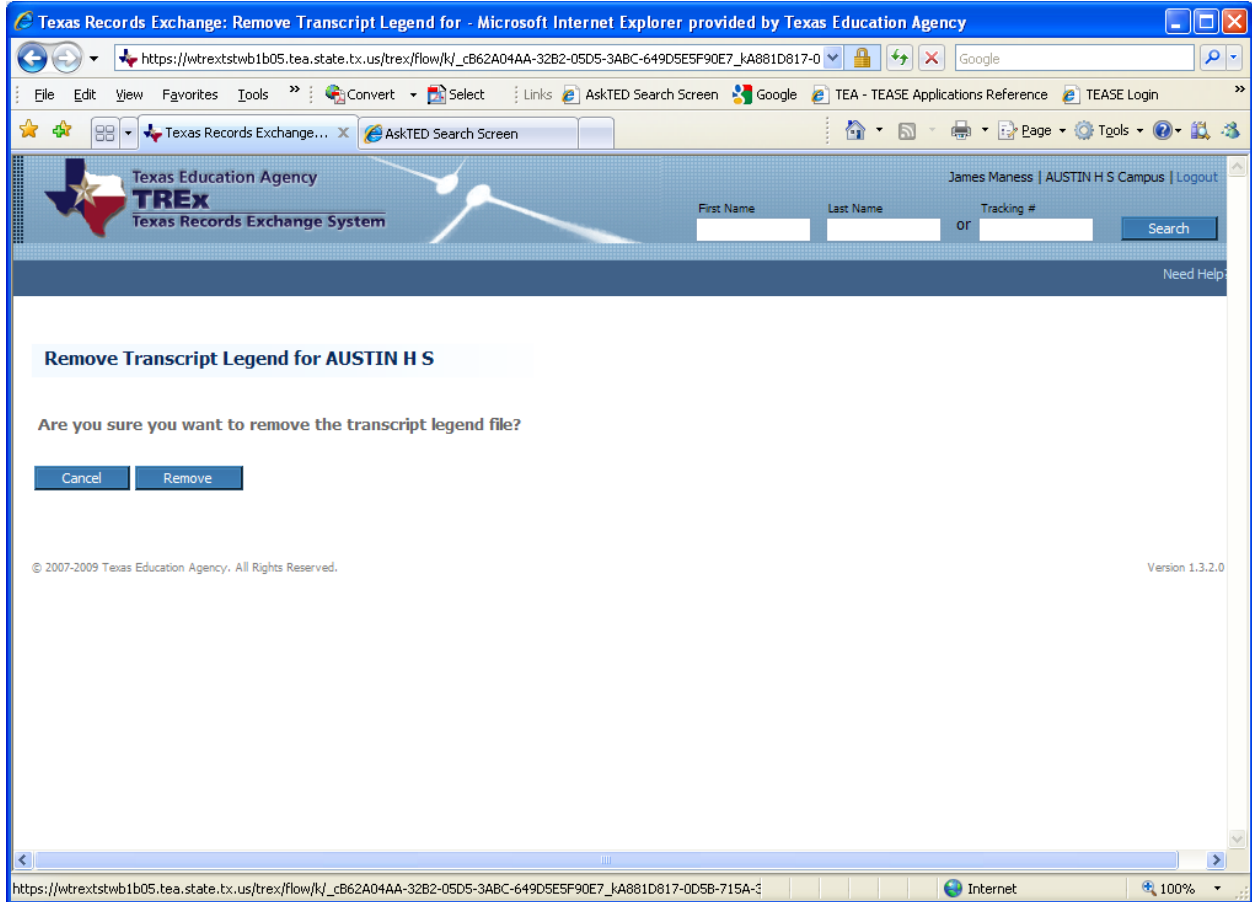 Texas Records Exchange: Remove Transcript Legend for - Microsoft Internet Explorer provided by Texas Education Agency
https://wtrextstwb1b05.tea.state.tx.us/trex/flow/k/_cB62A04AA-32B2-05D5-3ABC-649D5E5F90E7_kA881D817-0
Google
File Edit View Favorites Tools » Convert Select Links AskTED Search Screen Google TEA - TEASE Applications Reference TEASE Login »
Texas Records Exchange... X AskTED Search Screen Page Tools
Texas Education Agency
TREx
Texas Records Exchange System
James Maness | AUSTIN H S Campus | Logout
First Name Last Name Tracking #
or Search
Need Help?
Remove Transcript Legend for AUSTIN H S
Are you sure you want to remove the transcript legend file?
Cancel Remove
© 2007-2009 Texas Education Agency. All Rights Reserved. Version 1.3.2.0
https://wtrextstwb1b05.tea.state.tx.us/trex/flow/k/_cB62A04AA-32B2-05D5-3ABC-649D5E5F90E7_kA881D817-0D5B-715A-3 Internet 100%